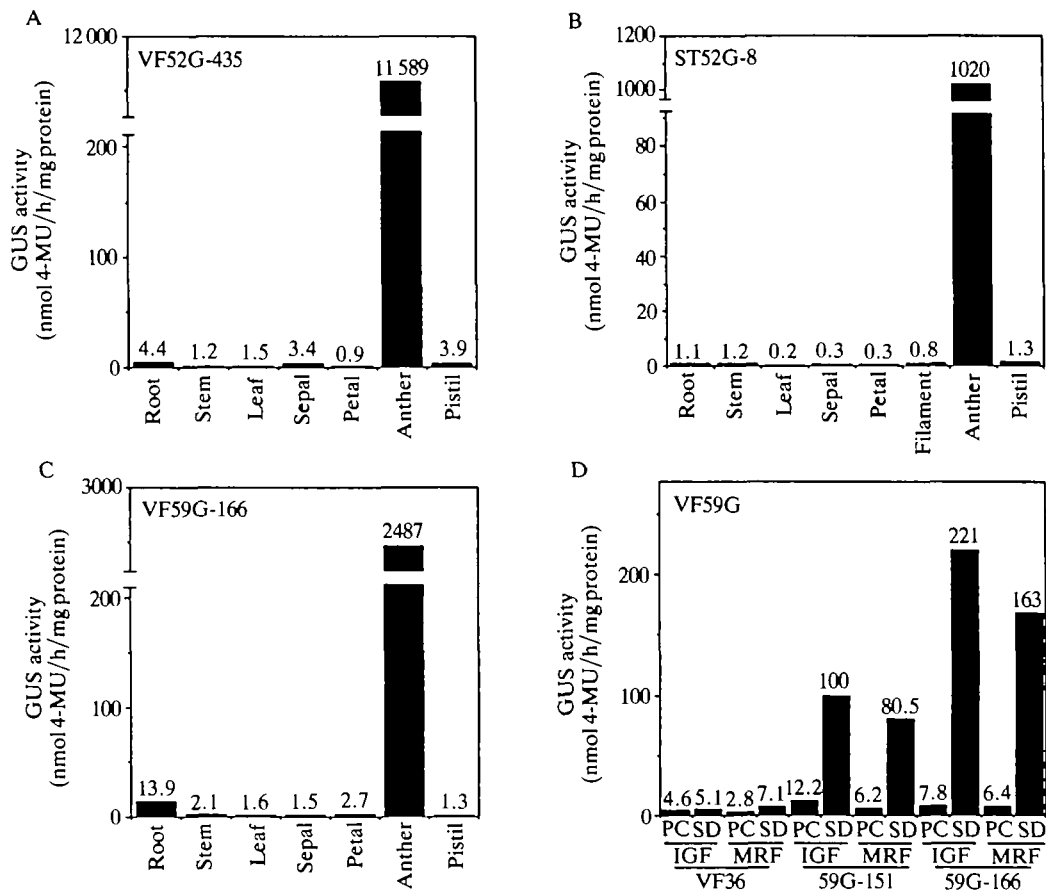 A
12 000
VF52G-435
11 589
200
100
0
GUS activity
(nmol 4-MU/h/mg protein)
4.4
1.2
1.5
3.4
0.9
3.9
Root
Stem
Leaf
Sepal
Petal
Anther
Pistil
B
1200
ST52G-8
1020
1000
80
60
40
20
0
GUS activity
(nmol 4-MU/h/mg protein)
1.1
1.2
0.2
0.3
0.3
0.8
1.3
Root
Stem
Leaf
Sepal
Petal
Filament
Anther
Pistil
C
3000
VF59G-166
2487
200
100
0
GUS activity
(nmol 4-MU/h/mg protein)
13.9
2.1
1.6
1.5
2.7
1.3
Root
Stem
Leaf
Sepal
Petal
Anther
Pistil
D
VF59G
200
100
0
GUS activity
(nmol 4-MU/h/mg protein)
4.6
5.1
2.8
7.1
12.2
100
6.2
80.5
7.8
221
6.4
163
PC SD PC SD PC SD PC SD PC SD PC SD
IGF MRF IGF MRF IGF MRF
VF36 59G-151 59G-166